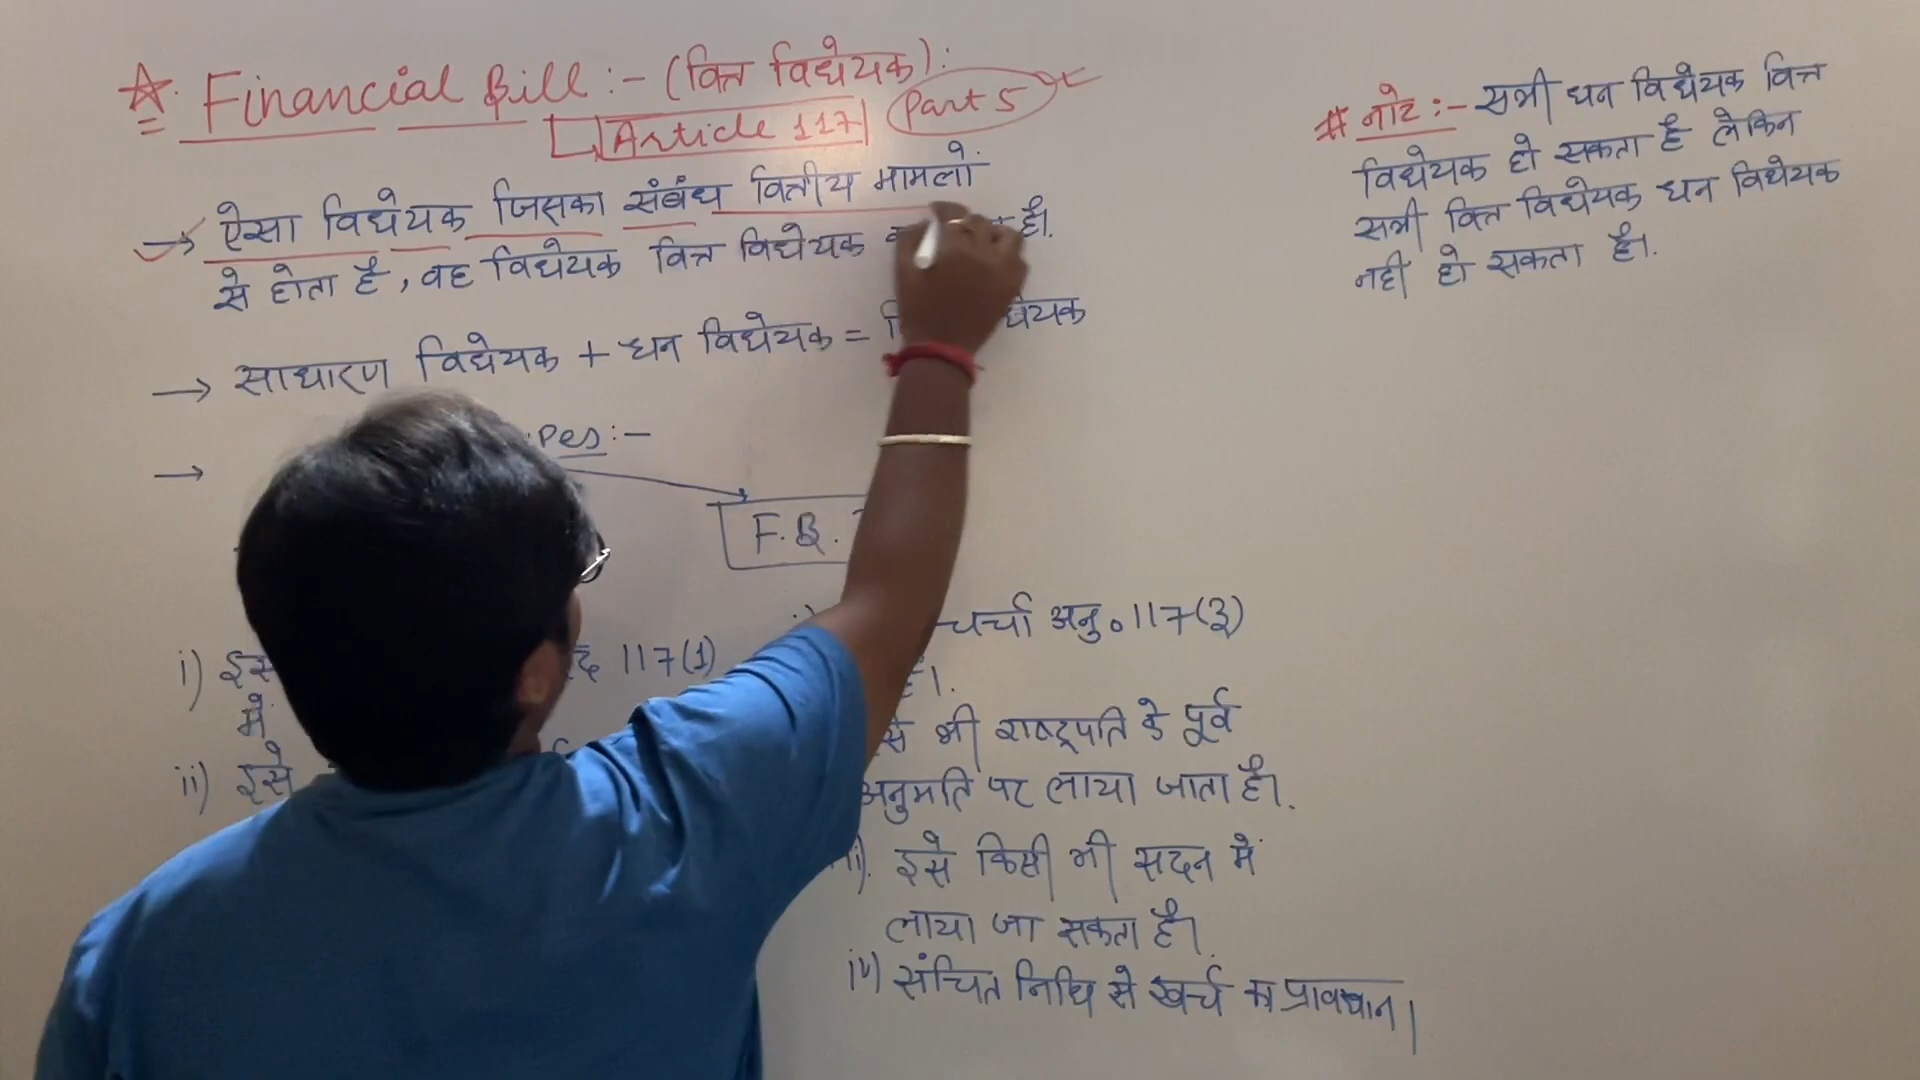 ☆ Financial Bill:- (वित्त विधेयक):
Article 117 Part 5
→ ऐसा विधेयक जिसका संबंध वित्तीय मामलों
से होता है, वह विधेयक वित्त विधेयक है।
→ साधारण विधेयक + धन विधेयक = विधेयक
→ pes:-
F.B.
i) इस 117(1)
में
ii) इसे
चर्चा अनु० 117(3)
है।
भी राष्ट्रपति के पूर्व
अनुमति पर लाया जाता है।
इसे किसी भी सदन में
लाया जा सकता है।
iv) संचित निधि से खर्च का प्रावधान।
# नोट:- सभी धन विधेयक वित्त
विधेयक हो सकता है लेकिन
सभी वित्त विधेयक धन विधेयक
नहीं हो सकता है।